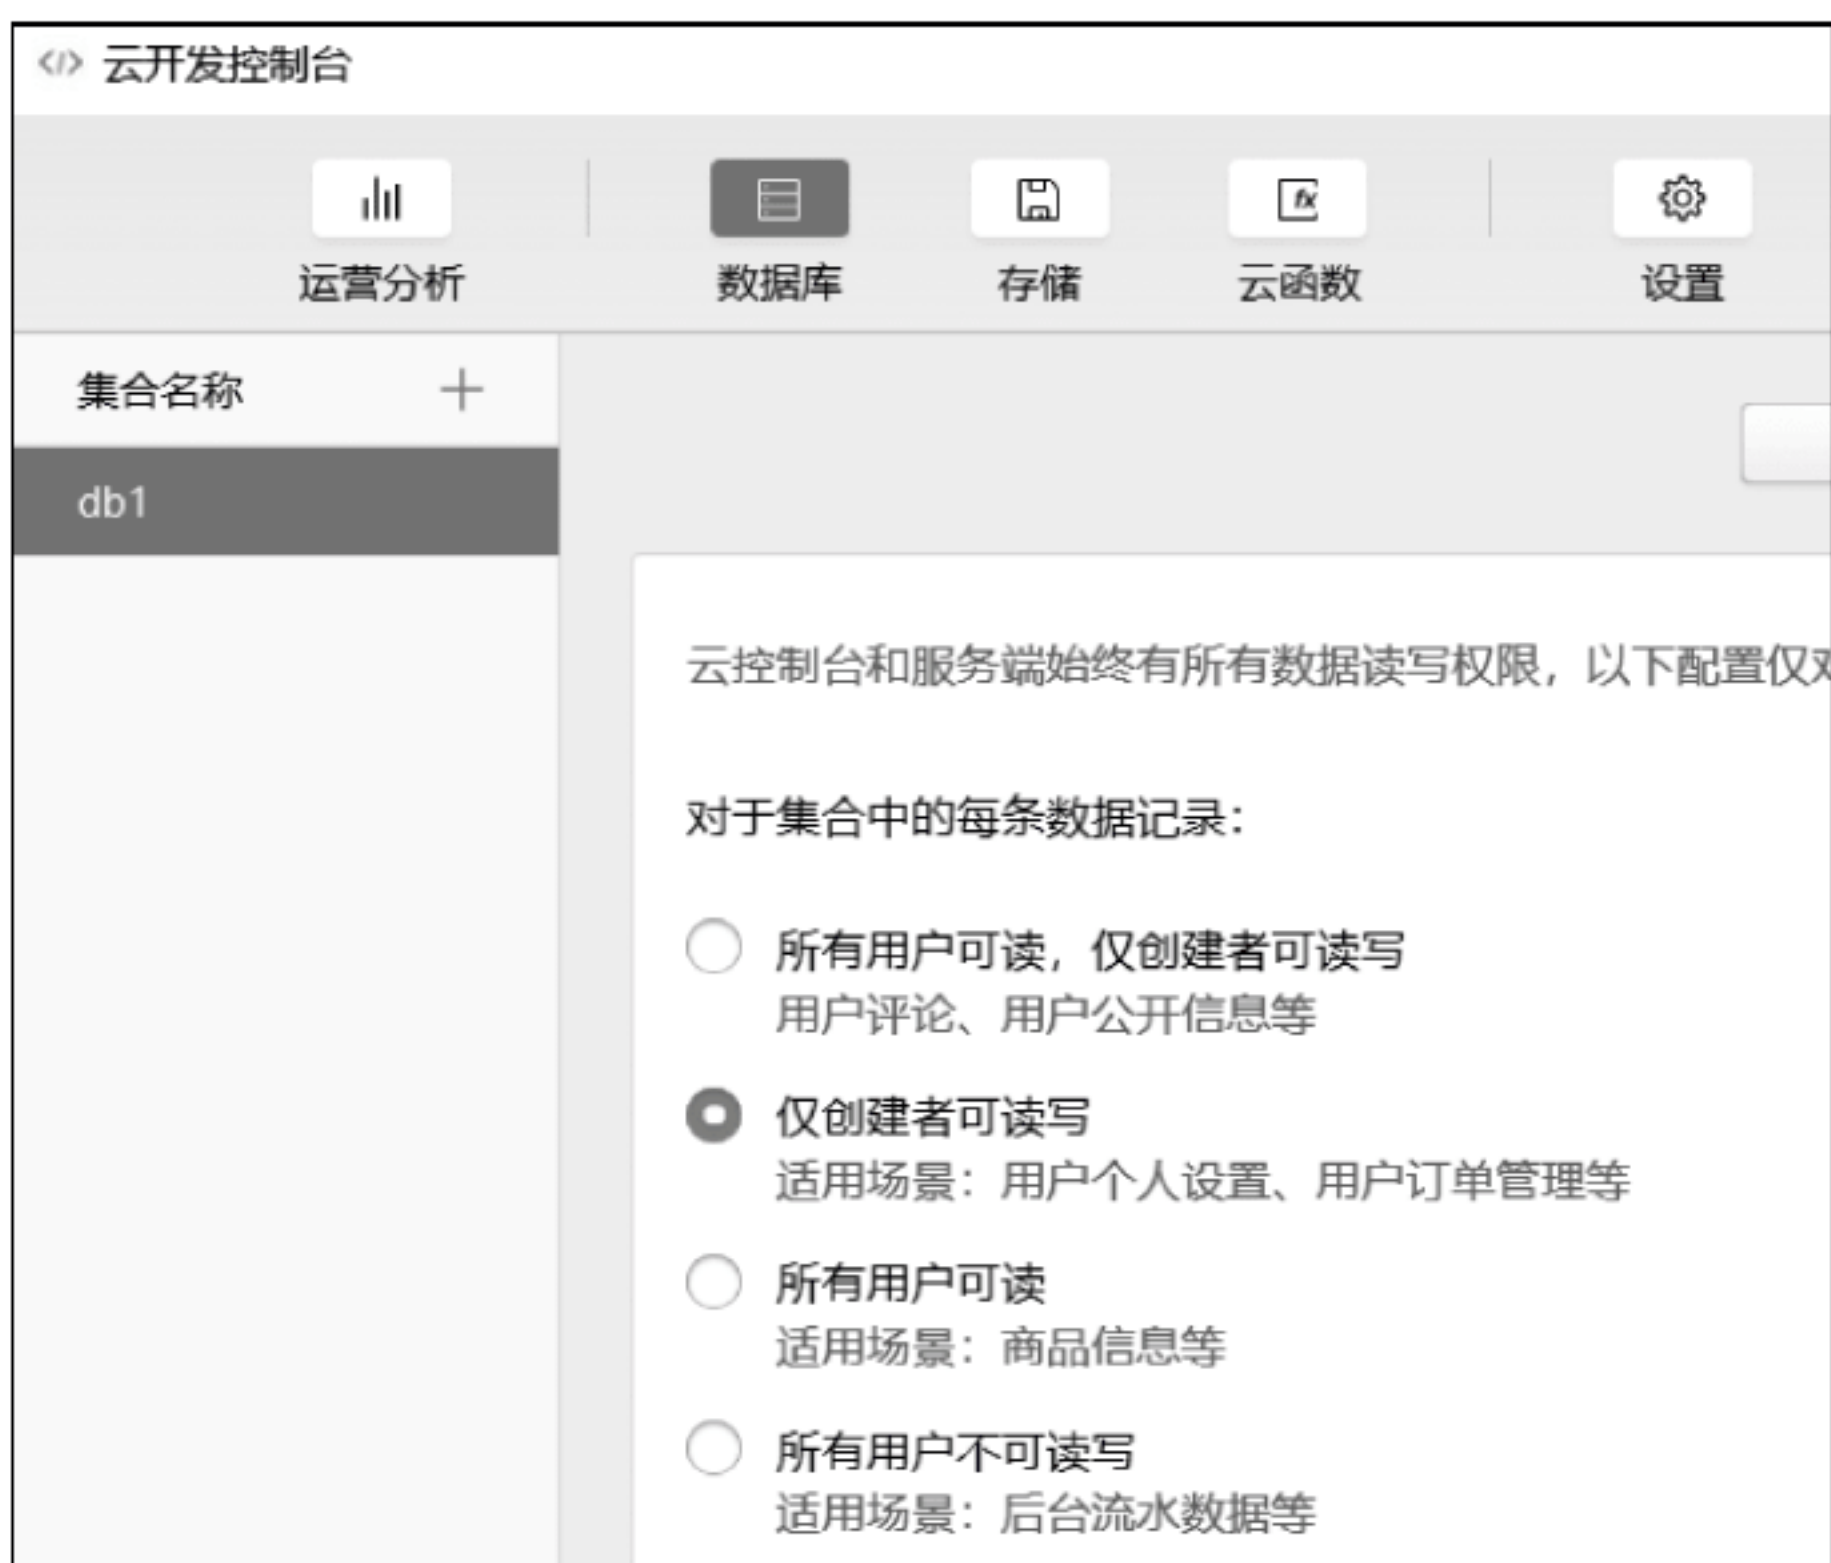 </> 云开发控制台
运营分析 数据库 存储 云函数 设置
集合名称
db1
云控制台和服务端始终有所有数据读写权限，以下配置仅对
对于集合中的每条数据记录：
所有用户可读，仅创建者可读写
用户评论、用户公开信息等
仅创建者可读写
适用场景：用户个人设置、用户订单管理等
所有用户可读
适用场景：商品信息等
所有用户不可读写
适用场景：后台流水数据等